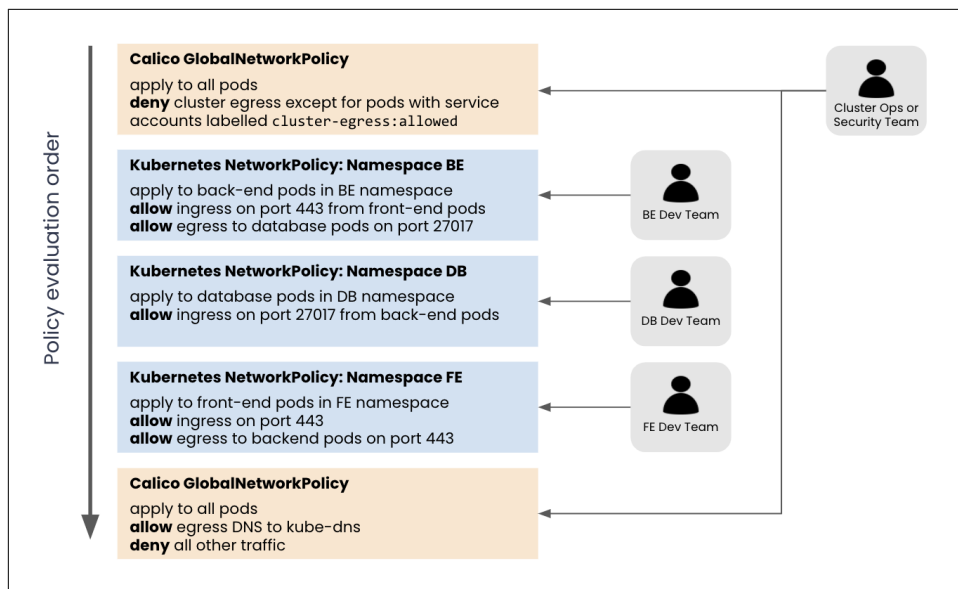 Policy evaluation order
Calico GlobalNetworkPolicy
apply to all pods
deny cluster egress except for pods with service
accounts labelled cluster-egress:allowed
Cluster Ops or
Security Team
Kubernetes NetworkPolicy: Namespace BE
apply to back-end pods in BE namespace
allow ingress on port 443 from front-end pods
allow egress to database pods on port 27017
BE Dev Team
Kubernetes NetworkPolicy: Namespace DB
apply to database pods in DB namespace
allow ingress on port 27017 from back-end pods
DB Dev Team
Kubernetes NetworkPolicy: Namespace FE
apply to front-end pods in FE namespace
allow ingress on port 443
allow egress to backend pods on port 443
FE Dev Team
Calico GlobalNetworkPolicy
apply to all pods
allow egress DNS to kube-dns
deny all other traffic